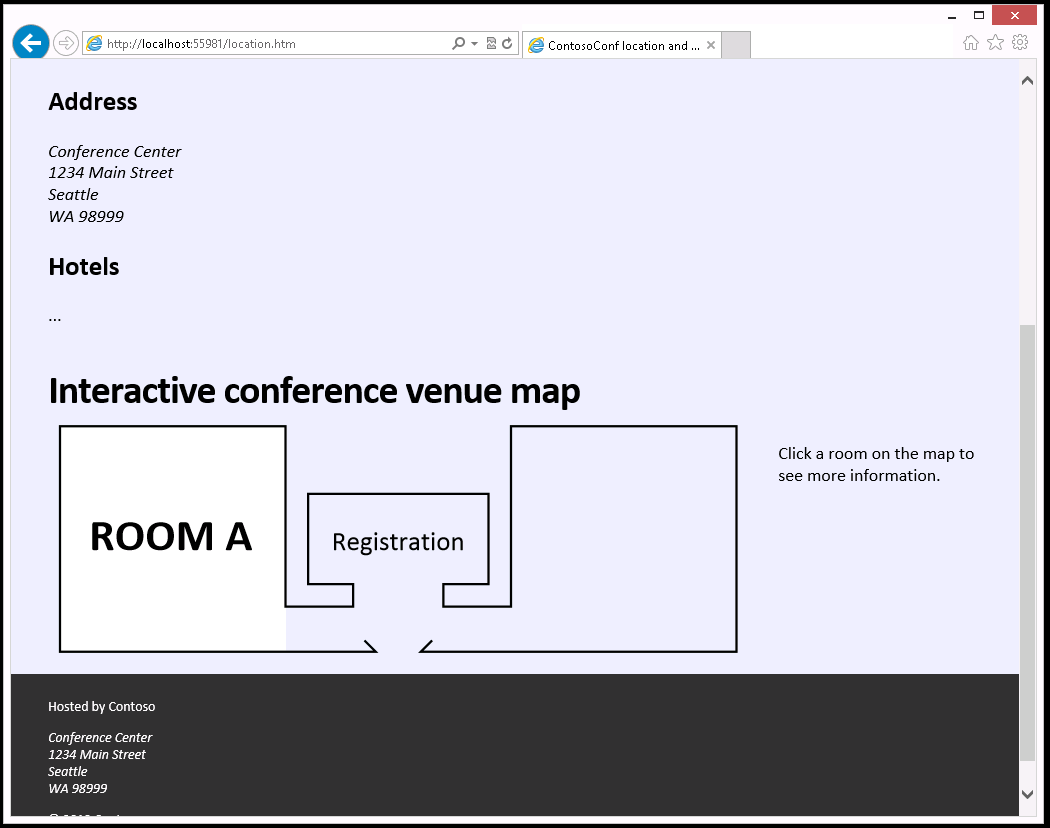 http://localhost:55981/location.htm
ContosoConf location and ...
Address
Conference Center
1234 Main Street
Seattle
WA 98999
Hotels
...
Interactive conference venue map
ROOM A
Registration
Click a room on the map to
see more information.
Hosted by Contoso
Conference Center
1234 Main Street
Seattle
WA 98999